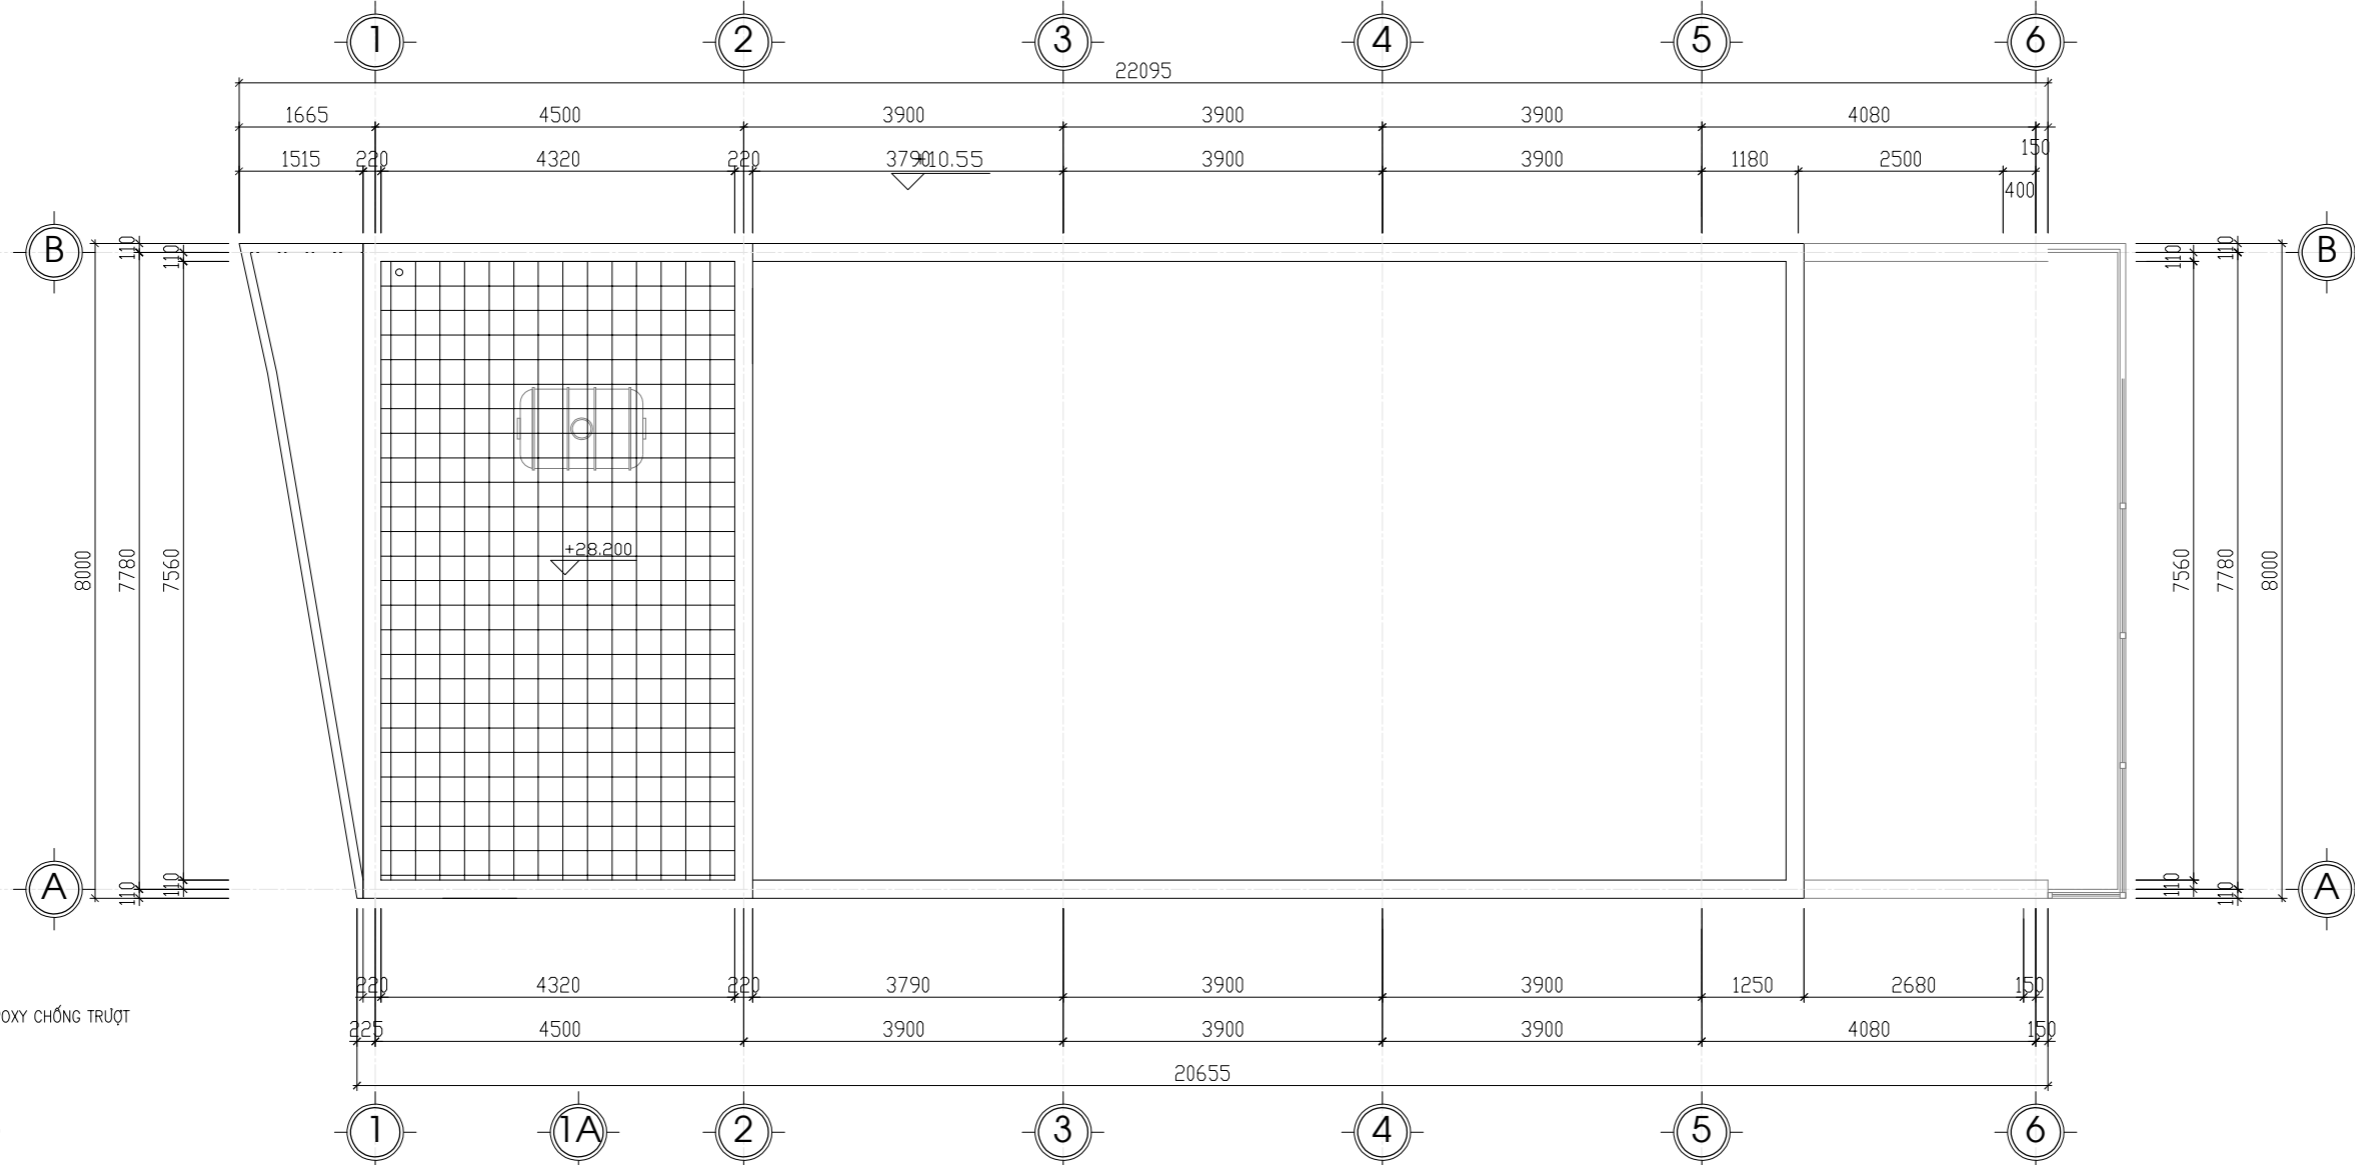 1 2 3 4 5 6
22095
1665 4500 3900 3900 3900 4080
150
1515 220 4320 220 3790 +10.55 3900 3900 1180 2500
400
B 110 110 110 110 B
+28.200
8000 7780 7560 7560 7780 8000
A 110 110 110 110 A
220 4320 220 3790 3900 3900 1250 2680 150
OXY CHỐNG TRƯỢT
225 4500 3900 3900 3900 4080 150
20655
1 1A 2 3 4 5 6